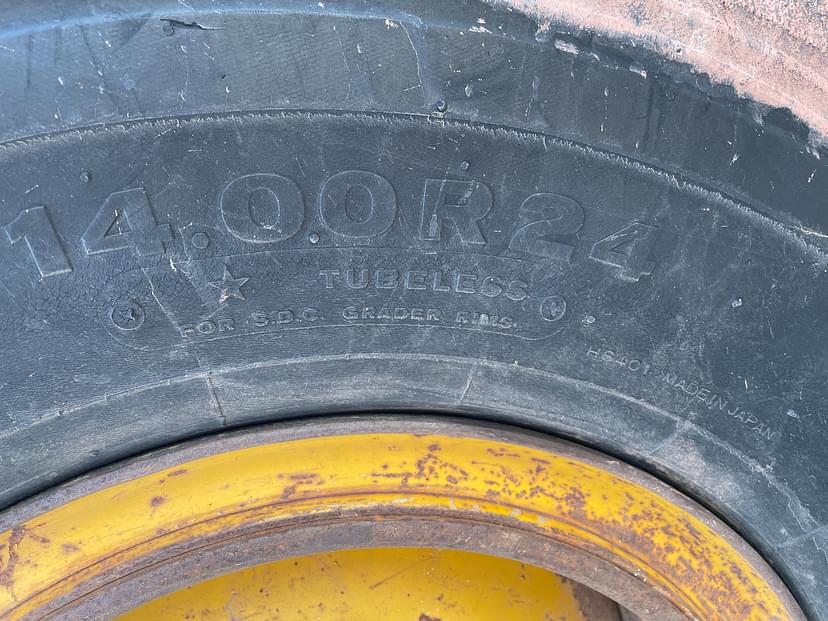 14.00R24
★ TUBELESS
FOR S.D.C. GRADER RIMS.
HS401 MADE IN JAPAN